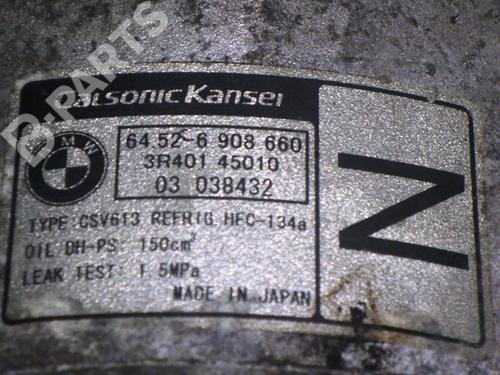 B-PARTS
Calsonic Kansei
BMW
64.52-6 908 660
3R401 45010
03 038432
N
TYPE:CSV613 REFRIG HFC-134a
OIL DH-PS: 150cm³
LEAK TEST: 1.5MPa
MADE IN JAPAN